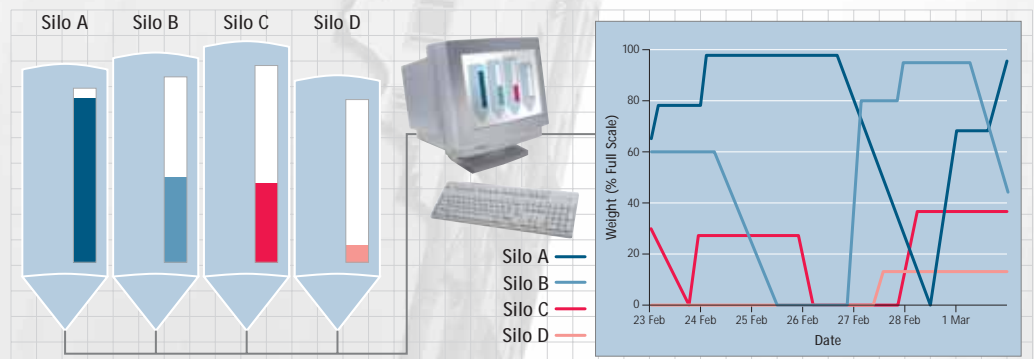 Silo A
Silo B
Silo C
Silo D
Silo A
Silo B
Silo C
Silo D
Weight (% Full Scale)
100
80
60
40
20
0
23 Feb
24 Feb
25 Feb
26 Feb
27 Feb
28 Feb
1 Mar
Date